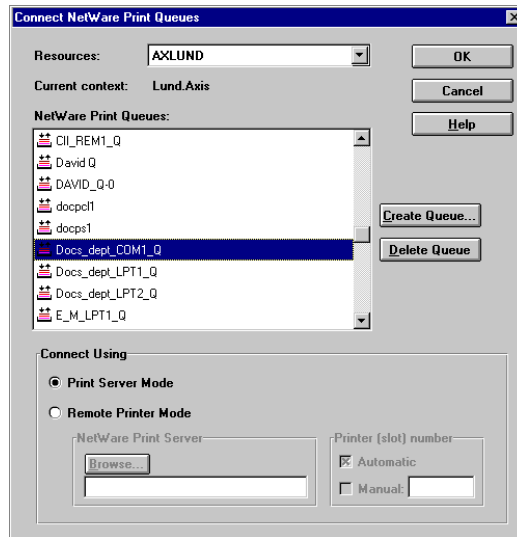 Connect NetWare Print Queues
Resources: AXLUND OK
Current context: Lund.Axis Cancel
NetWare Print Queues: Help
CII_REM1_Q
David Q
DAVID_Q-0
docpcl1
docps1 Create Queue...
Docs_dept_COM1_Q Delete Queue
Docs_dept_LPT1_Q
Docs_dept_LPT2_Q
E_M_LPT1_Q
Connect Using
Print Server Mode
Remote Printer Mode
NetWare Print Server Printer (slot) number
Browse... Automatic
Manual: